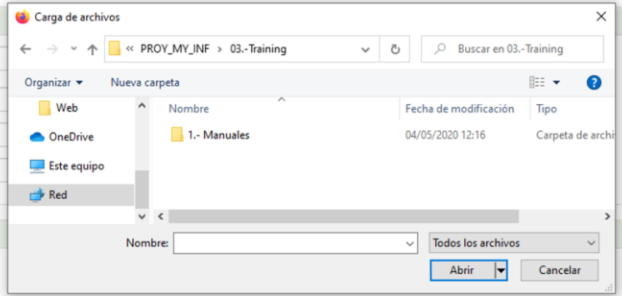 Carga de archivos
« PROY_MY_INF › 03.-Training
Buscar en 03.-Training
Organizar
Nueva carpeta
Web
OneDrive
Este equipo
Red
Nombre Fecha de modificación Tipo
1.- Manuales 04/05/2020 12:16 Carpeta de archi
Nombre:
Todos los archivos
Abrir
Cancelar